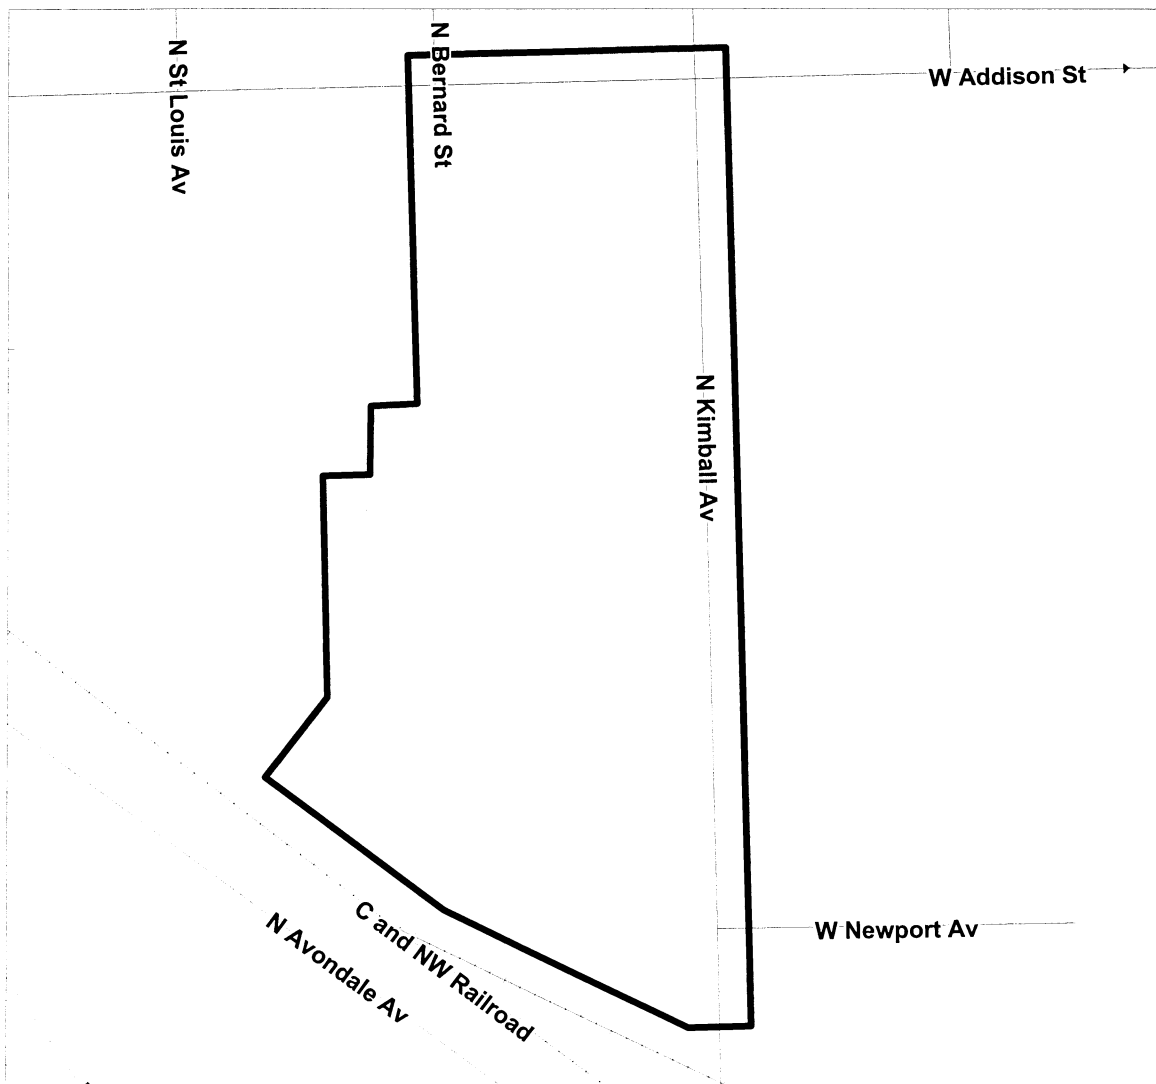 N St Louis Av
N Bernard St
W Addison St
N Kimball Av
W Newport Av
C and NW Railroad
N Avondale Av